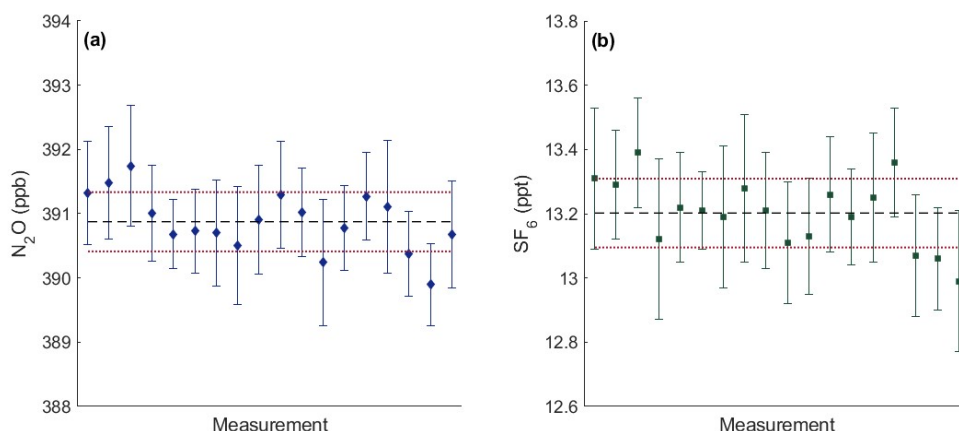 (a)
N2O (ppb)
394
393
392
391
390
389
388
Measurement
(b)
SF6 (ppt)
13.8
13.6
13.4
13.2
13
12.8
12.6
Measurement